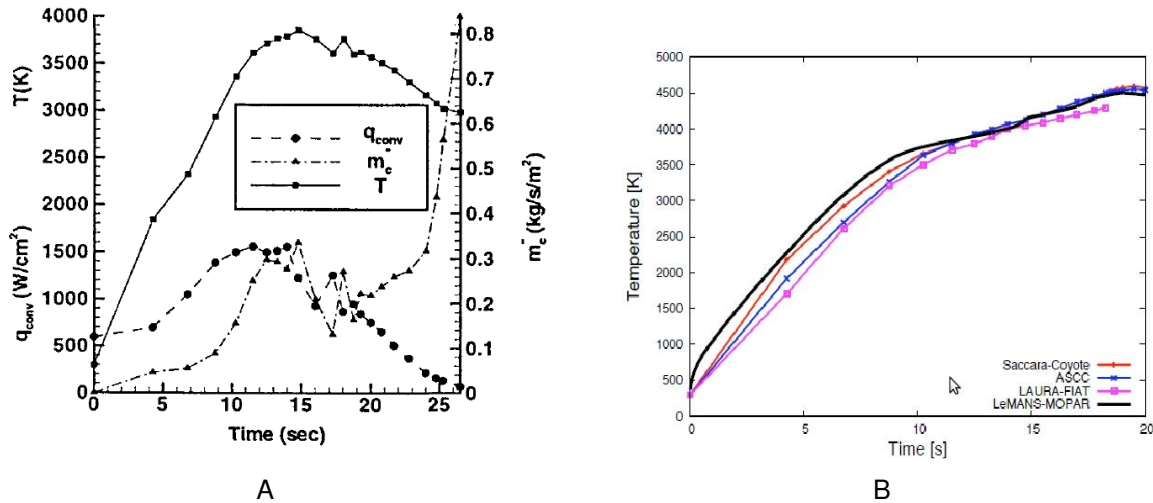 4000
3500
3000
2500
2000
1500
1000
500
0
T(K)
q_conv (W/cm²)
q_conv
ṁ_c"
T
0
5
10
15
20
25
Time (sec)
0.8
0.7
0.6
0.5
0.4
0.3
0.2
0.1
0
ṁ_c" (kg/s/m²)
A
5000
4500
4000
3500
3000
2500
2000
1500
1000
500
0
Temperature [K]
Saccara-Coyote
ASCC
LAURA-FIAT
LeMANS-MOPAR
0
5
10
15
20
Time [s]
B